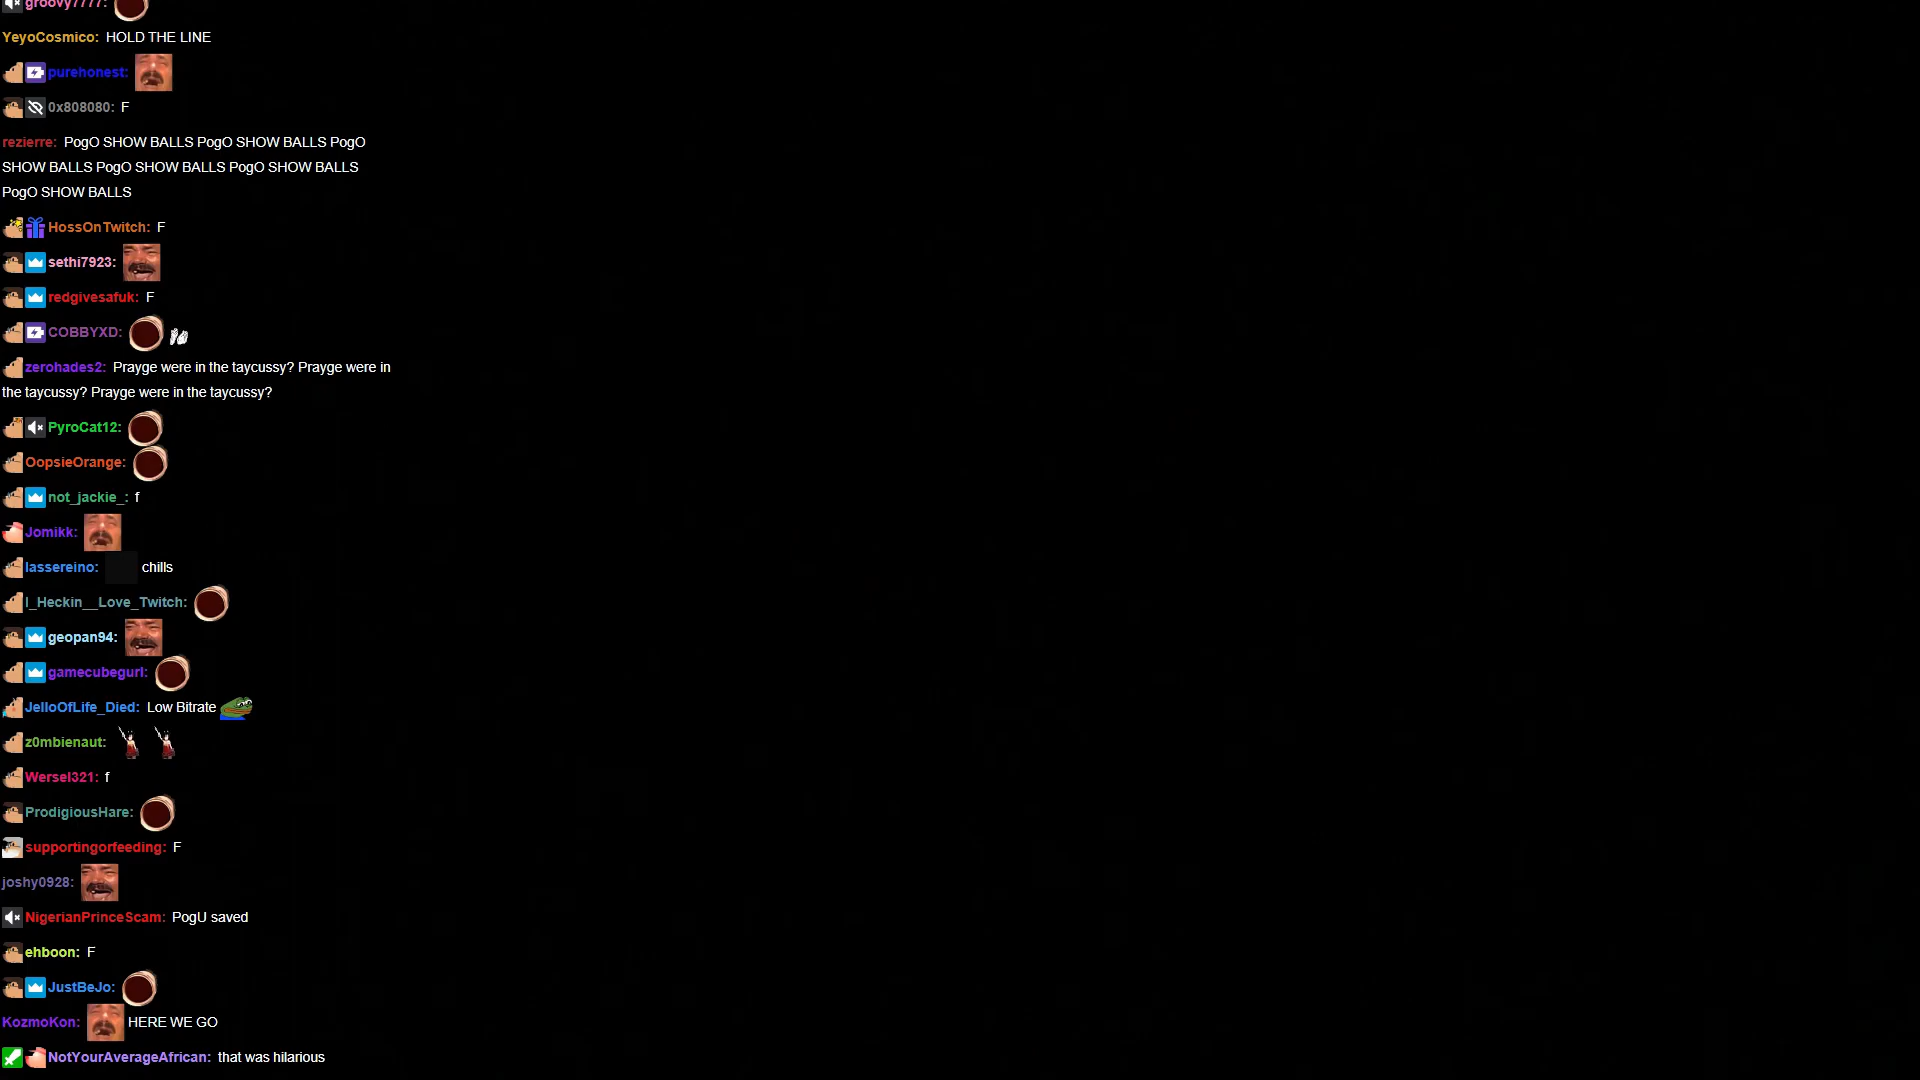 groovy7777:
YeyoCosmico: HOLD THE LINE
purehonest:
0x808080: F
rezierre: PogO SHOW BALLS PogO SHOW BALLS PogO
SHOW BALLS PogO SHOW BALLS PogO SHOW BALLS
PogO SHOW BALLS
HossOnTwitch: F
sethi7923:
redgivesafuk: F
COBBYXD:
zerohades2: Prayge were in the taycussy? Prayge were in
the taycussy? Prayge were in the taycussy?
PyroCat12:
OopsieOrange:
not_jackie_: f
Jomikk:
lassereino: chills
I_Heckin__Love_Twitch:
geopan94:
gamecubegurl:
JelloOfLife_Died: Low Bitrate
z0mbienaut:
Wersel321: f
ProdigiousHare:
supportingorfeeding: F
joshy0928:
NigerianPrinceScam: PogU saved
ehboon: F
JustBeJo:
KozmoKon: HERE WE GO
NotYourAverageAfrican: that was hilarious